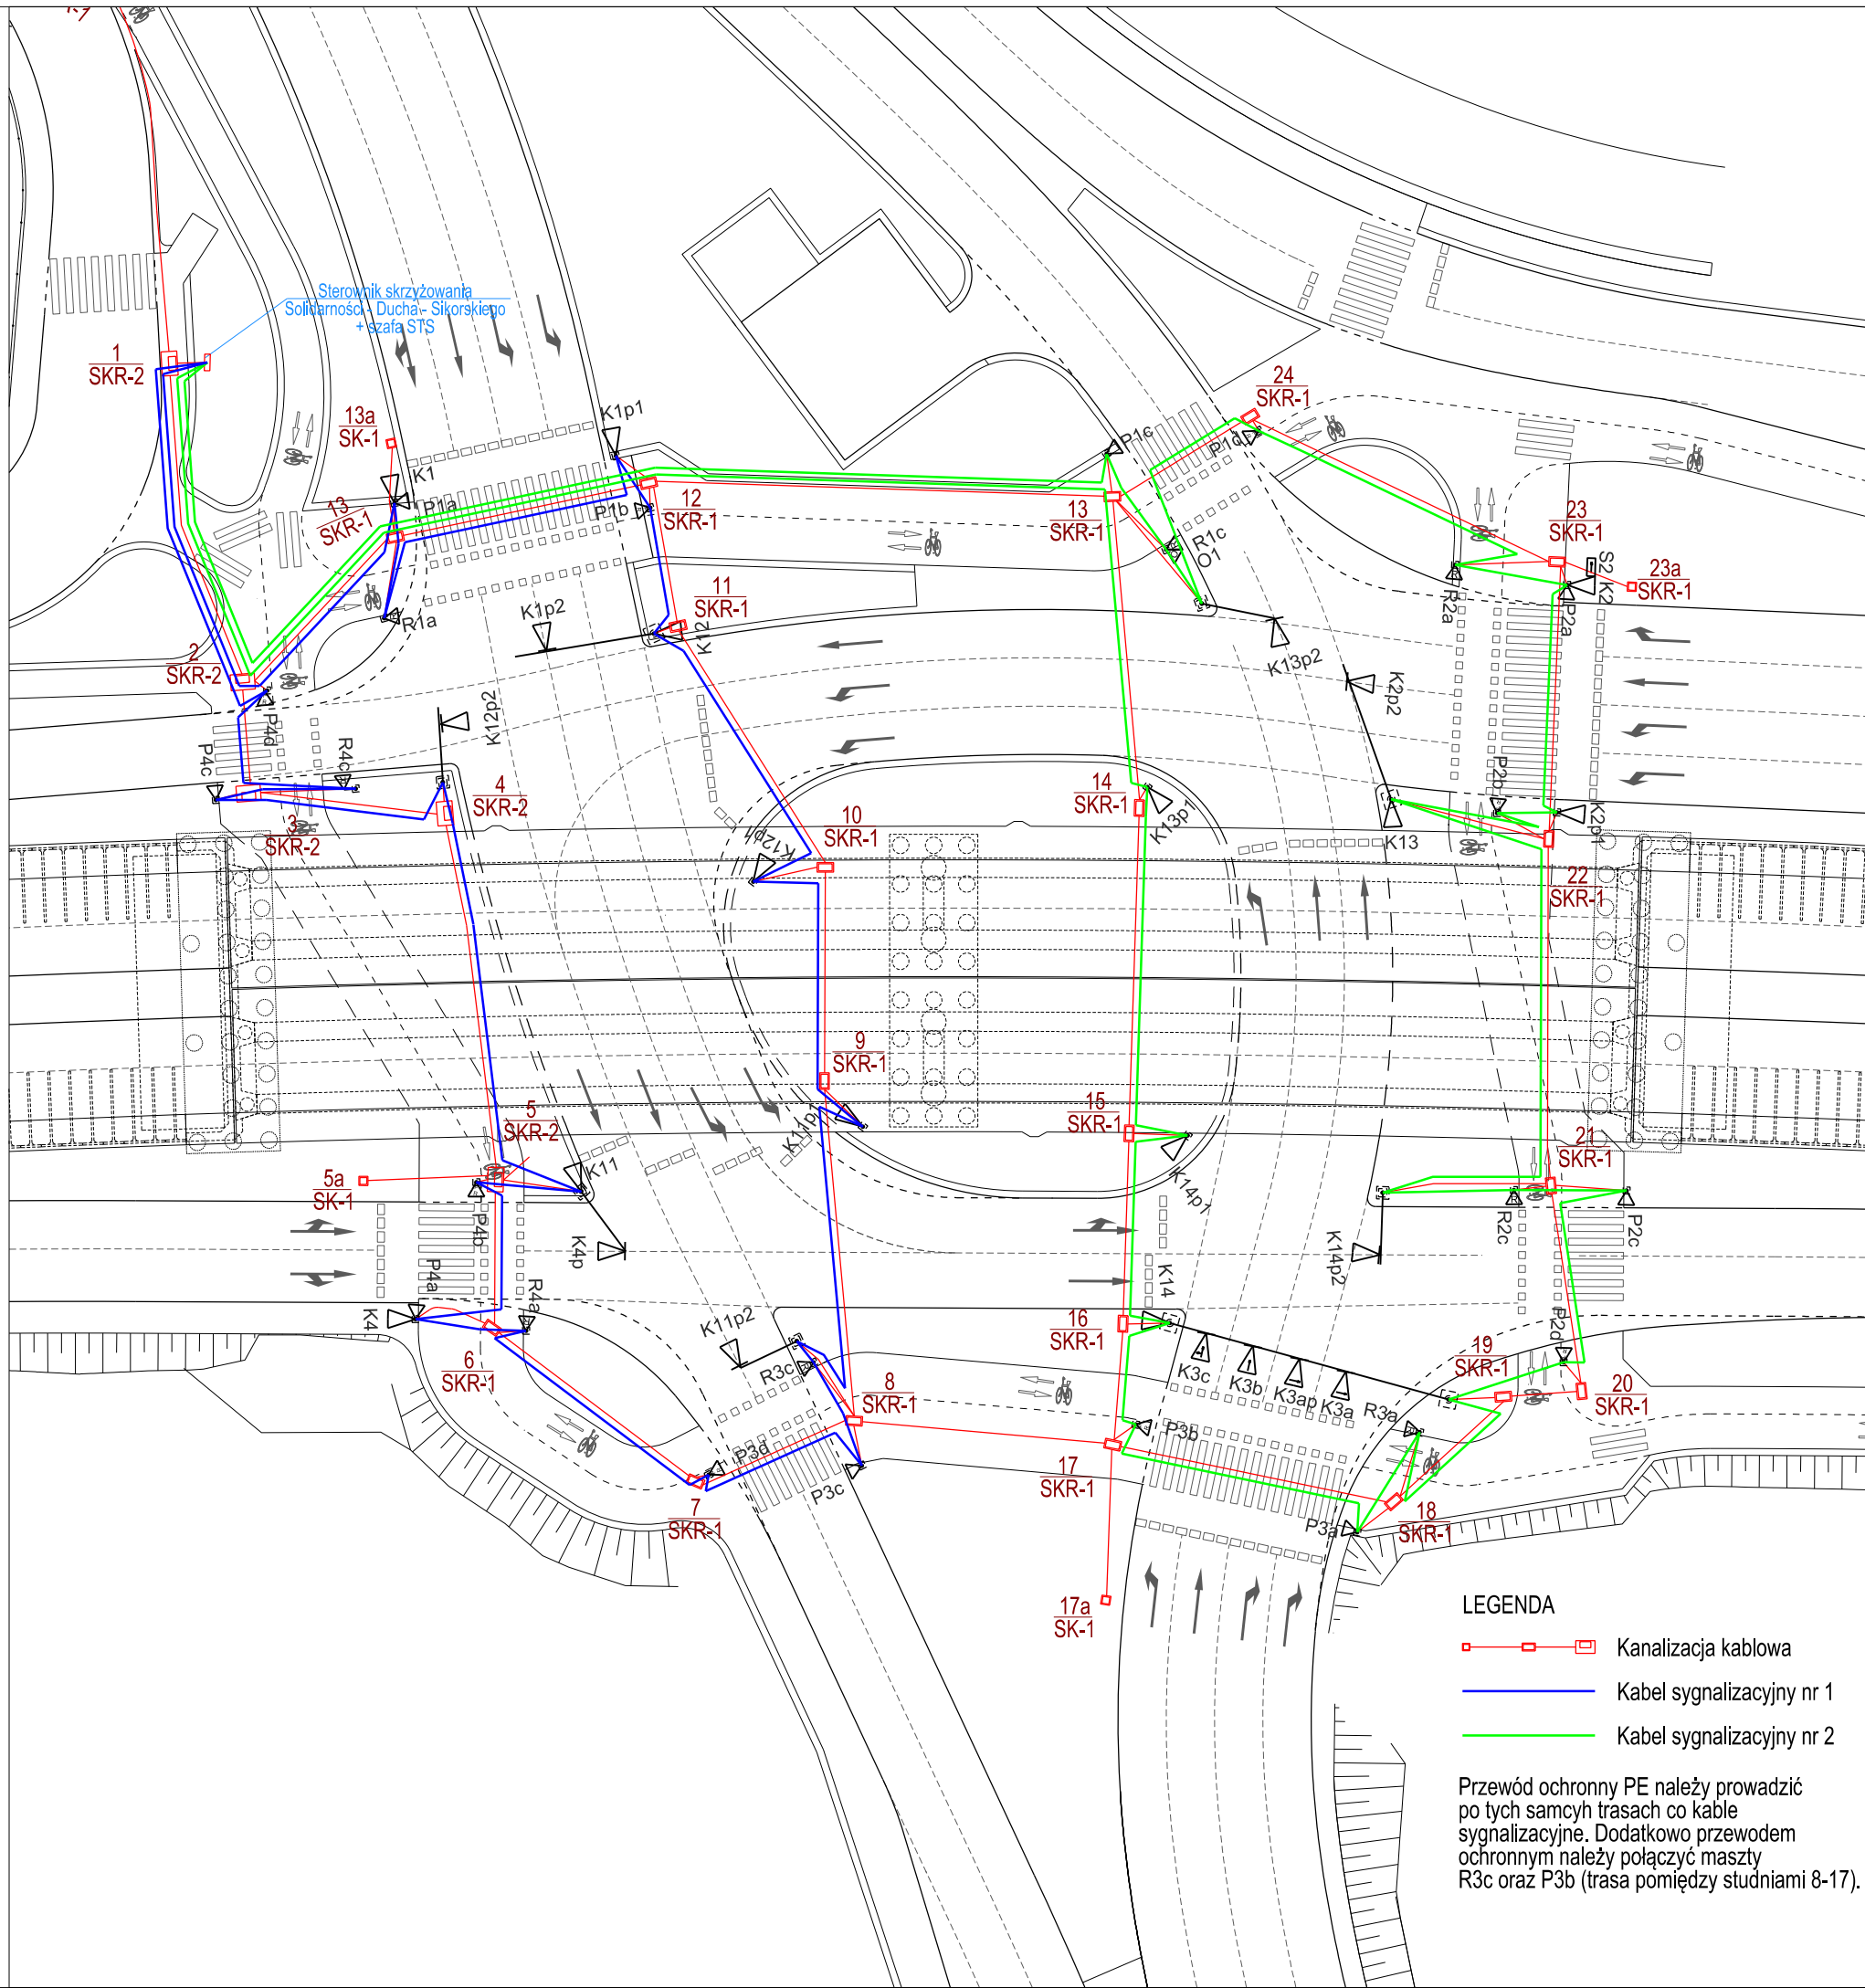 Sterownik skrzyżowania
Solidarności - Ducha - Sikorskiego
+ szafa STS
1
SKR-2
13a
SK-1
K1
K1p1
P1c
24
SKR-1
P1d
13
SKR-1
P1a
P1b
12
SKR-1
13
SKR-1
R1c
O1
23
SKR-1
S2
K2
23a
SKR-1
R1a
K1p2
11
SKR-1
K12
R2a
P2a
2
SKR-2
P4d
K12p2
K13p2
K2p2
P4c
R4c
4
SKR-2
14
SKR-1
K13p1
P2b
K2p1
3
SKR-2
K12p1
10
SKR-1
K13
22
SKR-1
9
SKR-1
K11p1
15
SKR-1
K14p1
5
SKR-2
K11
5a
SK-1
P4b
21
SKR-1
R2c
P2c
K4p
K14
K14p2
P4a
R4a
K4
K11p2
R3c
16
SKR-1
K3c
K3b
K3ap
K3a
R3a
P2d
19
SKR-1
20
SKR-1
6
SKR-1
8
SKR-1
P3b
P3d
P3c
7
SKR-1
17
SKR-1
P3a
18
SKR-1
17a
SK-1
LEGENDA
Kanalizacja kablowa
Kabel sygnalizacyjny nr 1
Kabel sygnalizacyjny nr 2
Przewód ochronny PE należy prowadzić
po tych samcyh trasach co kable
sygnalizacyjne. Dodatkowo przewodem
ochronnym należy połączyć maszty
R3c oraz P3b (trasa pomiędzy studniami 8-17).